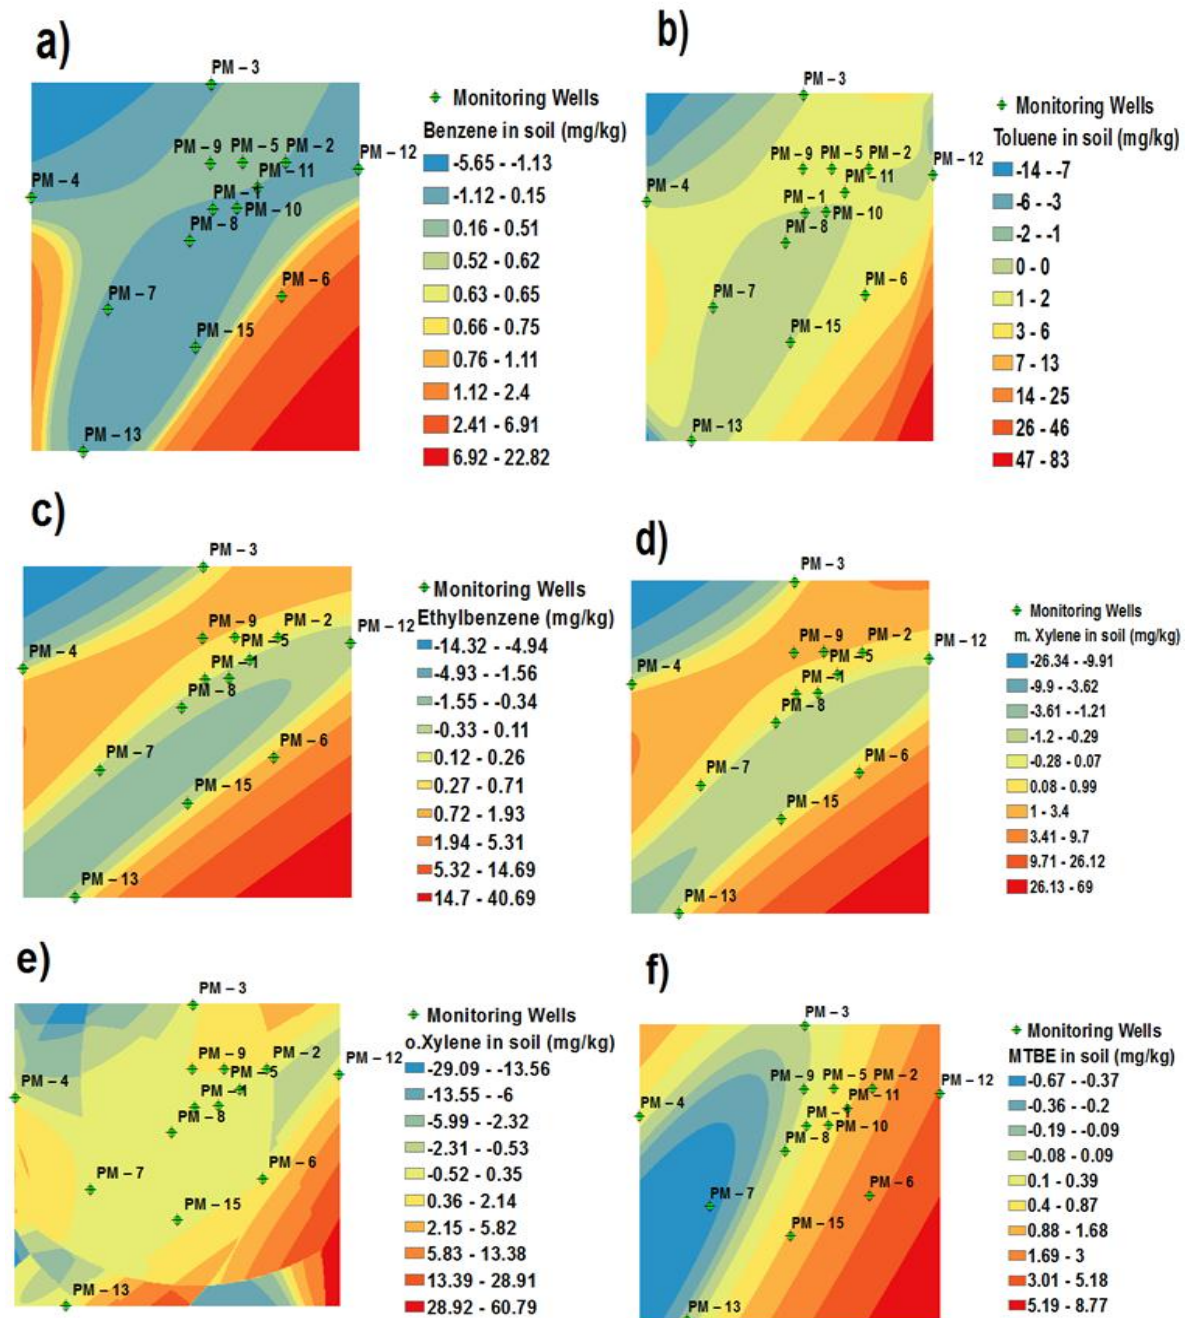 a)
PM – 3
PM – 9
PM – 5
PM – 2
PM – 12
PM – 11
PM – 4
PM – 1
PM – 10
PM – 8
PM – 6
PM – 7
PM – 15
PM – 13
Monitoring Wells
Benzene in soil (mg/kg)
-5.65 - -1.13
-1.12 - 0.15
0.16 - 0.51
0.52 - 0.62
0.63 - 0.65
0.66 - 0.75
0.76 - 1.11
1.12 - 2.4
2.41 - 6.91
6.92 - 22.82
b)
PM – 3
PM – 9
PM – 5
PM – 2
PM – 12
PM – 11
PM – 4
PM – 1
PM – 10
PM – 8
PM – 6
PM – 7
PM – 15
PM – 13
Monitoring Wells
Toluene in soil (mg/kg)
-14 - -7
-6 - -3
-2 - -1
0 - 0
1 - 2
3 - 6
7 - 13
14 - 25
26 - 46
47 - 83
c)
PM – 3
PM – 9
PM – 2
PM – 12
PM – 5
PM – 4
PM – 1
PM – 8
PM – 6
PM – 7
PM – 15
PM – 13
Monitoring Wells
Ethylbenzene (mg/kg)
-14.32 - -4.94
-4.93 - -1.56
-1.55 - -0.34
-0.33 - 0.11
0.12 - 0.26
0.27 - 0.71
0.72 - 1.93
1.94 - 5.31
5.32 - 14.69
14.7 - 40.69
d)
PM – 3
PM – 9
PM – 2
PM – 12
PM – 5
PM – 4
PM – 1
PM – 8
PM – 6
PM – 7
PM – 15
PM – 13
Monitoring Wells
m. Xylene in soil (mg/kg)
-26.34 - -9.91
-9.9 - -3.62
-3.61 - -1.21
-1.2 - -0.29
-0.28 - 0.07
0.08 - 0.99
1 - 3.4
3.41 - 9.7
9.71 - 26.12
26.13 - 69
e)
PM – 3
PM – 9
PM – 2
PM – 12
PM – 5
PM – 4
PM – 1
PM – 8
PM – 6
PM – 7
PM – 15
PM – 13
Monitoring Wells
o.Xylene in soil (mg/kg)
-29.09 - -13.56
-13.55 - -6
-5.99 - -2.32
-2.31 - -0.53
-0.52 - 0.35
0.36 - 2.14
2.15 - 5.82
5.83 - 13.38
13.39 - 28.91
28.92 - 60.79
f)
PM – 3
PM – 9
PM – 5
PM – 2
PM – 12
PM – 11
PM – 4
PM – 1
PM – 10
PM – 8
PM – 6
PM – 7
PM – 15
PM – 13
Monitoring Wells
MTBE in soil (mg/kg)
-0.67 - -0.37
-0.36 - -0.2
-0.19 - -0.09
-0.08 - 0.09
0.1 - 0.39
0.4 - 0.87
0.88 - 1.68
1.69 - 3
3.01 - 5.18
5.19 - 8.77